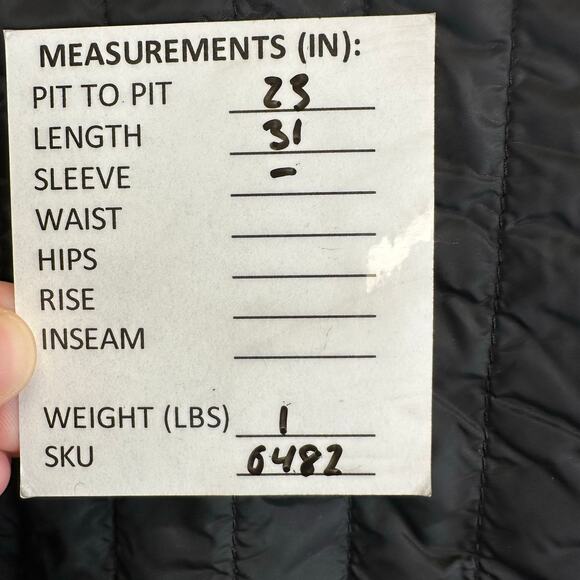 MEASUREMENTS (IN):
PIT TO PIT 23
LENGTH 31
SLEEVE -
WAIST
HIPS
RISE
INSEAM
WEIGHT (LBS) 1
SKU 6482